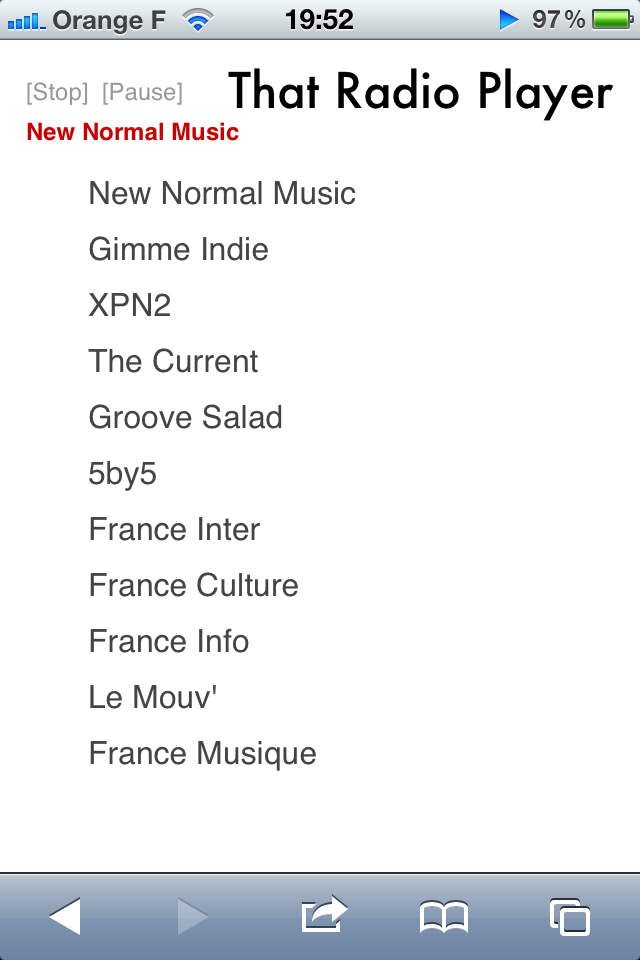 Orange F 19:52 97%
[Stop] [Pause] That Radio Player
New Normal Music
New Normal Music
Gimme Indie
XPN2
The Current
Groove Salad
5by5
France Inter
France Culture
France Info
Le Mouv'
France Musique